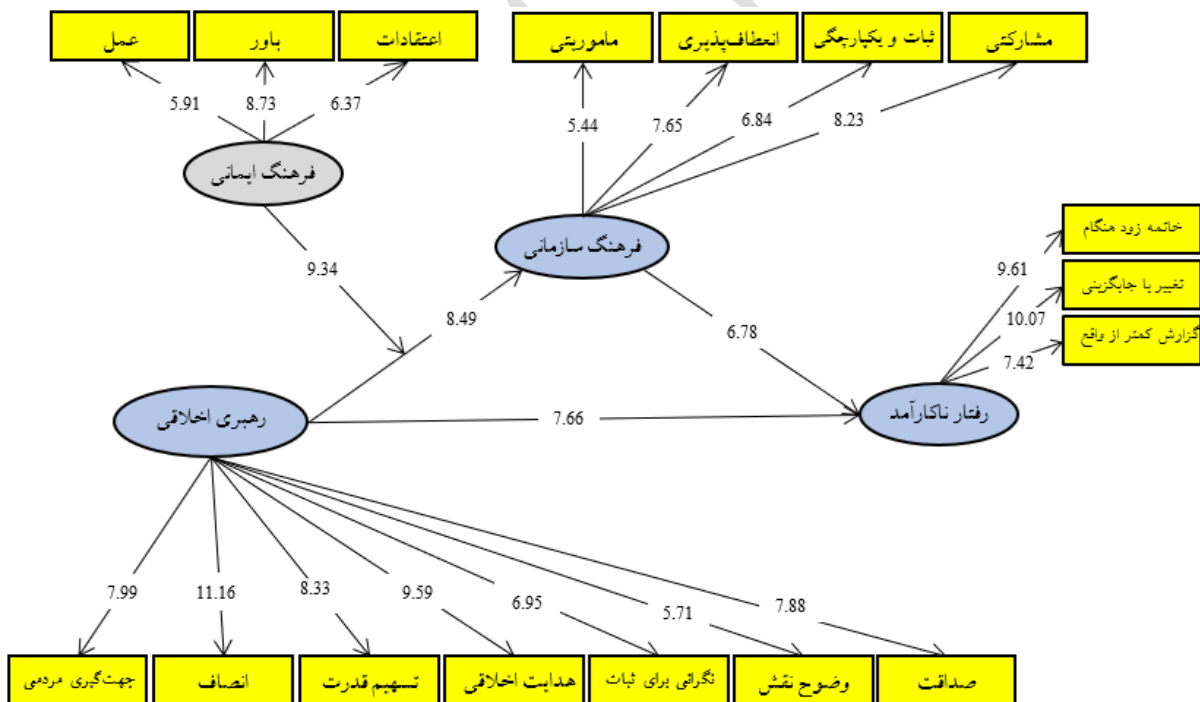 مشارکتی
ثبات و یکپارچگی
انعطاف‌پذیری
ماموریتی
اعتقادات
باور
عمل
5.91
8.73
6.37
5.44
7.65
6.84
8.23
فرهنگ ایمانی
فرهنگ سازمانی
خاتمه زود هنگام
تغییر یا جایگزینی
گزارش کمتر از واقع
9.61
10.07
7.42
9.34
8.49
6.78
رهبری اخلاقی
7.66
رفتار ناکارآمد
7.99
11.16
8.33
9.59
6.95
5.71
7.88
صداقت
وضوح نقش
نگرانی برای ثبات
هدایت اخلاقی
تسهیم قدرت
انصاف
جهت‌گیری مردمی